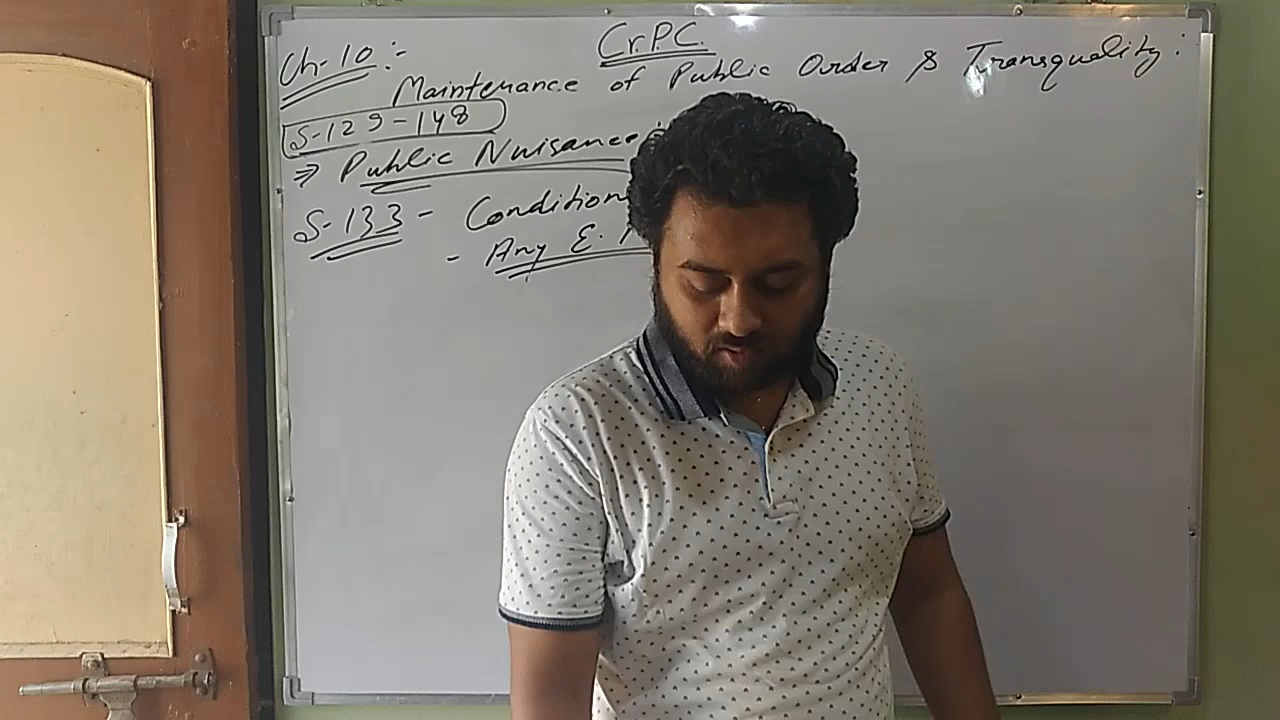 Cr.P.C.
Ch-10 :-
Maintenance of Public Order & Tranquality :
S-129-148
⇒ Public Nuisance
S-133 - Condition
- Any E.